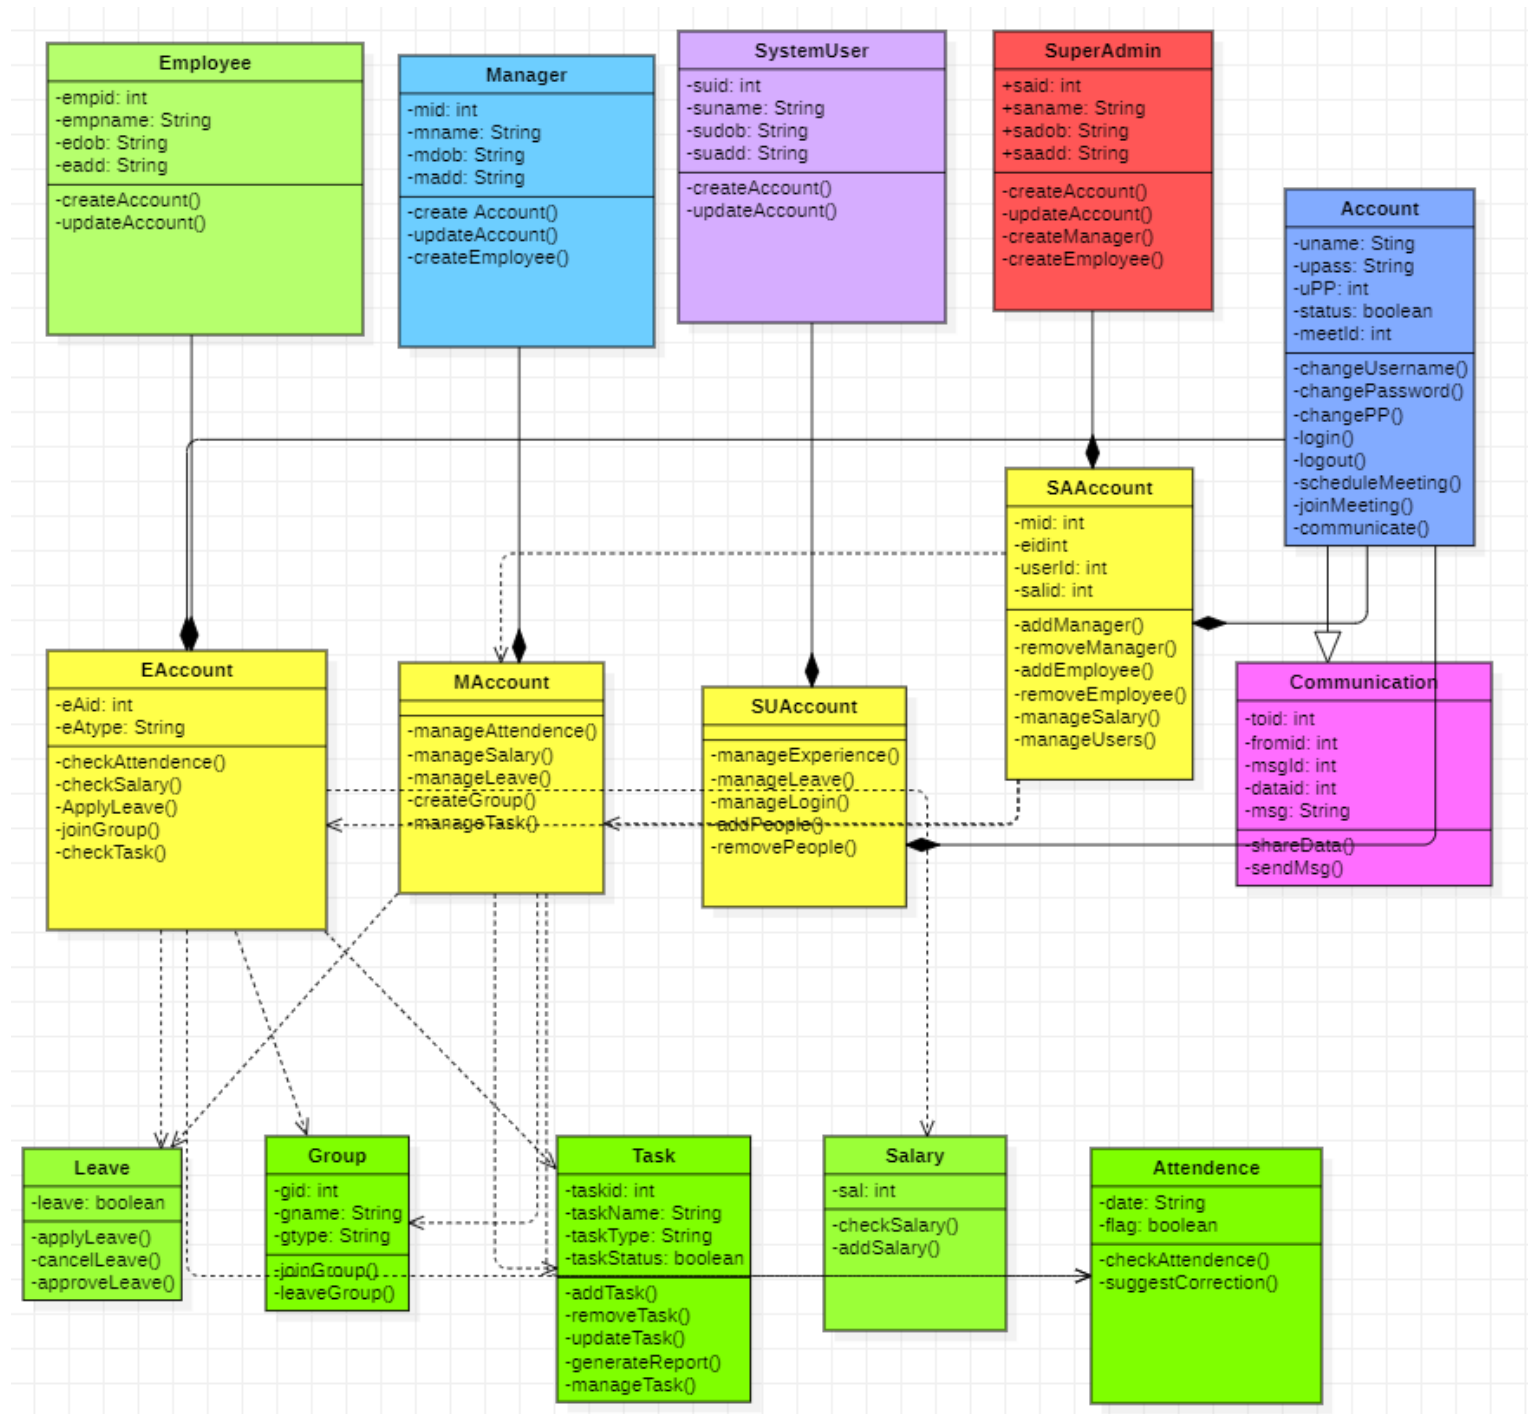 Employee
-empid: int
-empname: String
-edob: String
-eadd: String
-createAccount()
-updateAccount()
Manager
-mid: int
-mname: String
-mdob: String
-madd: String
-create Account()
-updateAccount()
-createEmployee()
SystemUser
-suid: int
-suname: String
-sudob: String
-suadd: String
-createAccount()
-updateAccount()
SuperAdmin
+said: int
+saname: String
+sadob: String
+saadd: String
-createAccount()
-updateAccount()
-createManager()
-createEmployee()
Account
-uname: Sting
-upass: String
-uPP: int
-status: boolean
-meetId: int
-changeUsername()
-changePassword()
-changePP()
-login()
-logout()
-scheduleMeeting()
-joinMeeting()
-communicate()
SAAccount
-mid: int
-eidint
-userId: int
-salid: int
-addManager()
-removeManager()
-addEmployee()
-removeEmployee()
-manageSalary()
-manageUsers()
EAccount
-eAid: int
-eAtype: String
-checkAttendence()
-checkSalary()
-ApplyLeave()
-joinGroup()
-checkTask()
MAccount
-manageAttendence()
-manageSalary()
-manageLeave()
-createGroup()
-manageTask()
SUAccount
-manageExperience()
-manageLeave()
-manageLogin()
-addPeople()
-removePeople()
Communication
-toid: int
-fromid: int
-msgId: int
-dataid: int
-msg: String
-shareData()
-sendMsg()
Leave
-leave: boolean
-applyLeave()
-cancelLeave()
-approveLeave()
Group
-gid: int
-gname: String
-gtype: String
-joinGroup()
-leaveGroup()
Task
-taskid: int
-taskName: String
-taskType: String
-taskStatus: boolean
-addTask()
-removeTask()
-updateTask()
-generateReport()
-manageTask()
Salary
-sal: int
-checkSalary()
-addSalary()
Attendence
-date: String
-flag: boolean
-checkAttendence()
-suggestCorrection()